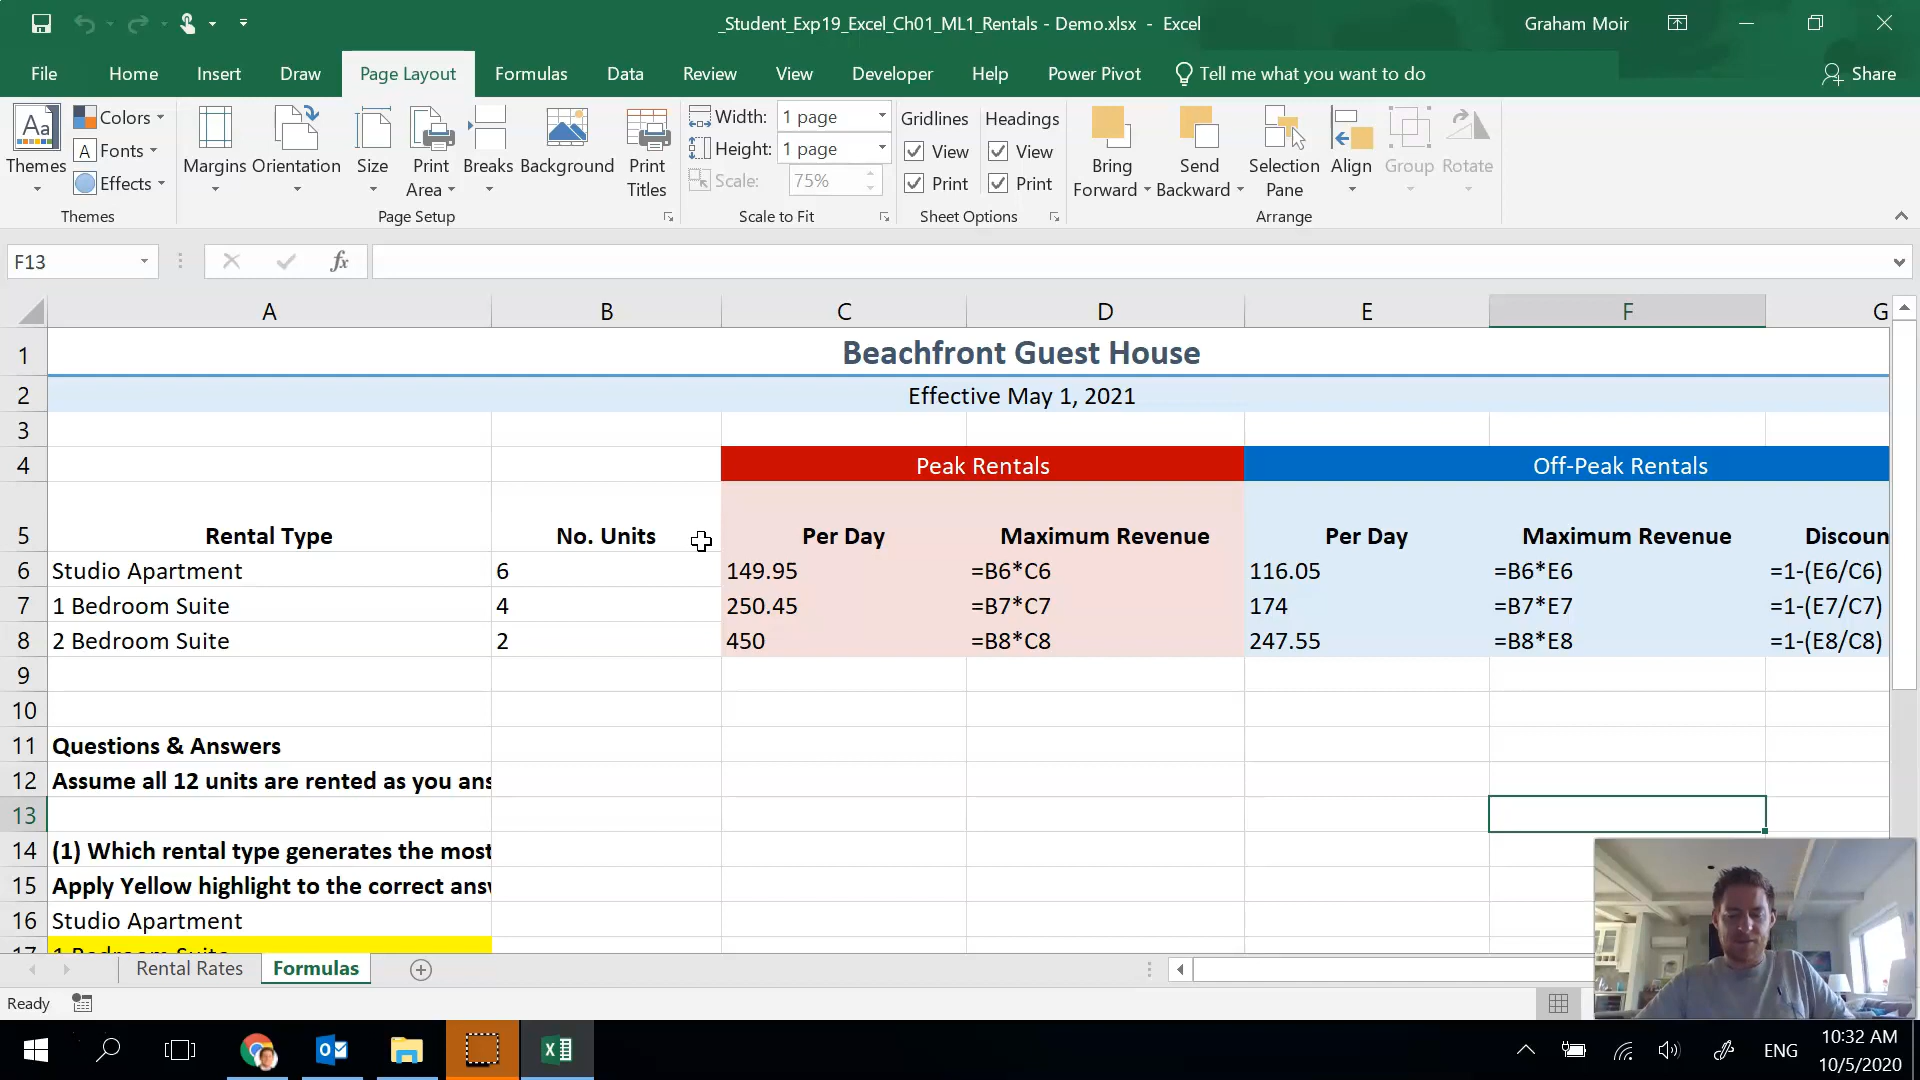 _Student_Exp19_Excel_Ch01_ML1_Rentals - Demo.xlsx - Excel
Graham Moir
File Home Insert Draw Page Layout Formulas Data Review View Developer Help Power Pivot Tell me what you want to do Share
Aa
Themes
Colors
A Fonts
Effects
Themes
Margins
Orientation
Size
Print Area
Breaks
Background
Print Titles
Page Setup
Width: 1 page
Height: 1 page
Scale: 75%
Scale to Fit
Gridlines
View
Print
Headings
View
Print
Sheet Options
Bring Forward
Send Backward
Selection Pane
Align
Group
Rotate
Arrange
F13
fx
A B C D E F G
1 Beachfront Guest House
2 Effective May 1, 2021
3
4 Peak Rentals Off-Peak Rentals
5 Rental Type No. Units Per Day Maximum Revenue Per Day Maximum Revenue Discoun
6 Studio Apartment 6 149.95 =B6*C6 116.05 =B6*E6 =1-(E6/C6)
7 1 Bedroom Suite 4 250.45 =B7*C7 174 =B7*E7 =1-(E7/C7)
8 2 Bedroom Suite 2 450 =B8*C8 247.55 =B8*E8 =1-(E8/C8)
9
10
11 Questions & Answers
12 Assume all 12 units are rented as you ans
13
14 (1) Which rental type generates the most
15 Apply Yellow highlight to the correct ans
16 Studio Apartment
17 1 Bedroom Suite
Rental Rates Formulas
Ready
10:32 AM
ENG
10/5/2020